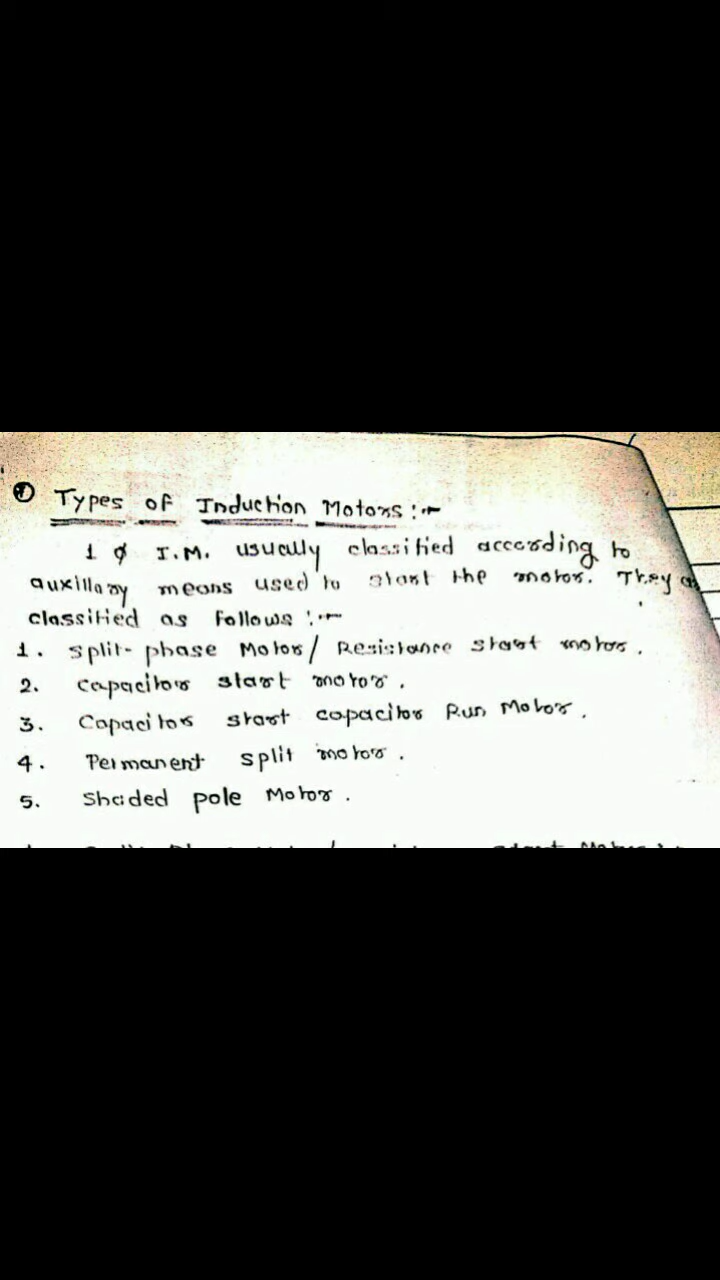 Types of Induction Motors :-
1 φ I.M. usually classified according to
auxillary means used to start the motor. They
classified as follows :-
1. split-phase Motor/ Resistance start motor.
2. capacitor start motor.
3. Capacitor start capacitor Run Motor.
4. Permanent split motor.
5. Shaded pole Motor.